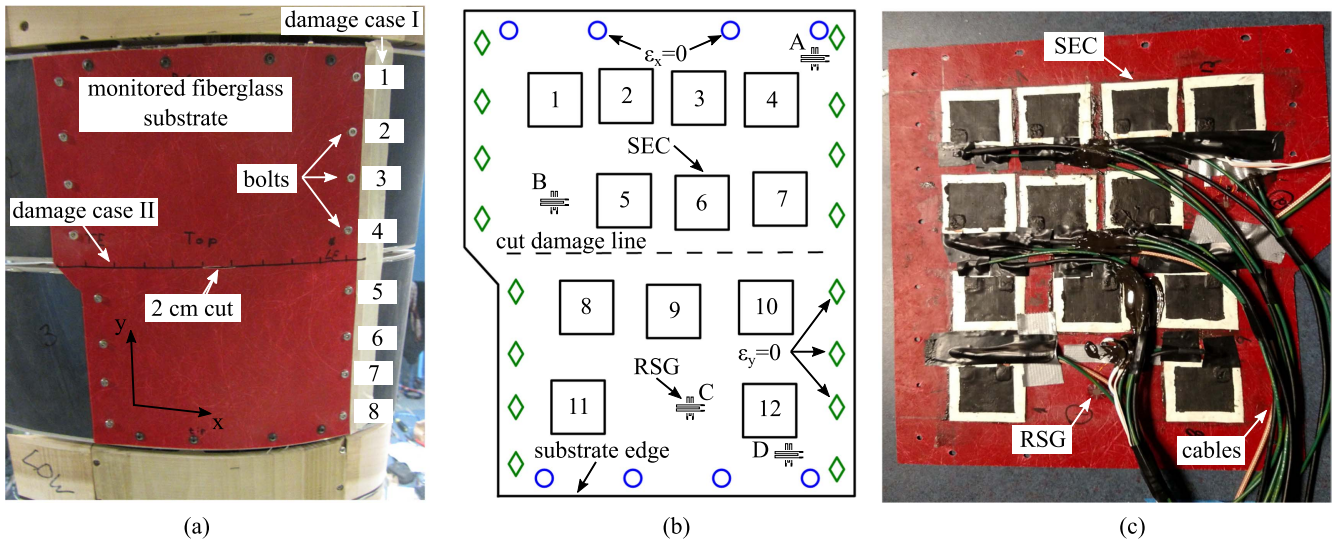 damage case I
monitored fiberglass
substrate
1
2
bolts
3
damage case II
4
Top
5
2 cm cut
y
6
7
x
8
LOW
3
(a)
εx=0
A
1
2
3
4
SEC
B
5
6
7
cut damage line
8
9
10
εy=0
RSG
C
11
12
D
substrate edge
(b)
SEC
RSG
cables
(c)